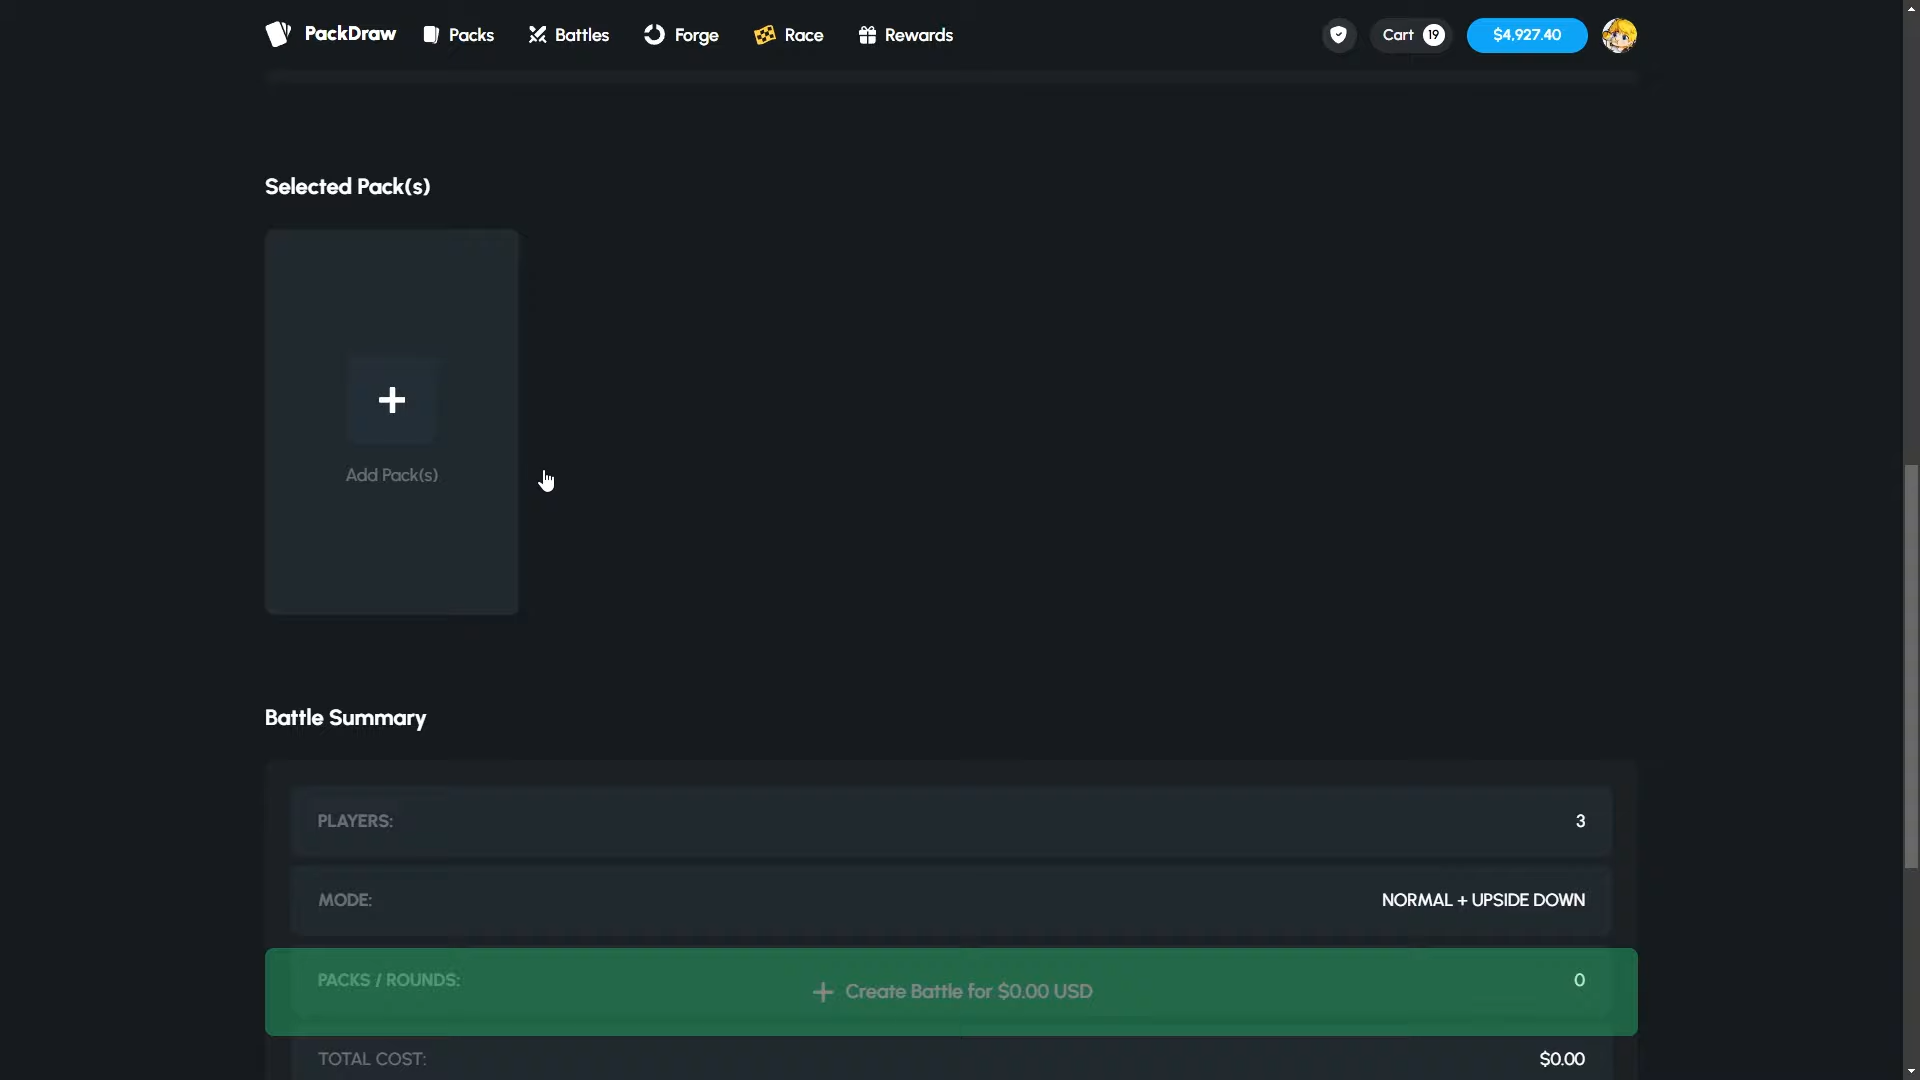 PackDraw Packs Battles Forge Race Rewards Cart 19 $4,927.40
Selected Pack(s)
Add Pack(s)
Battle Summary
PLAYERS: 3
MODE: NORMAL + UPSIDE DOWN
PACKS / ROUNDS: 0
Create Battle for $0.00 USD
TOTAL COST: $0.00